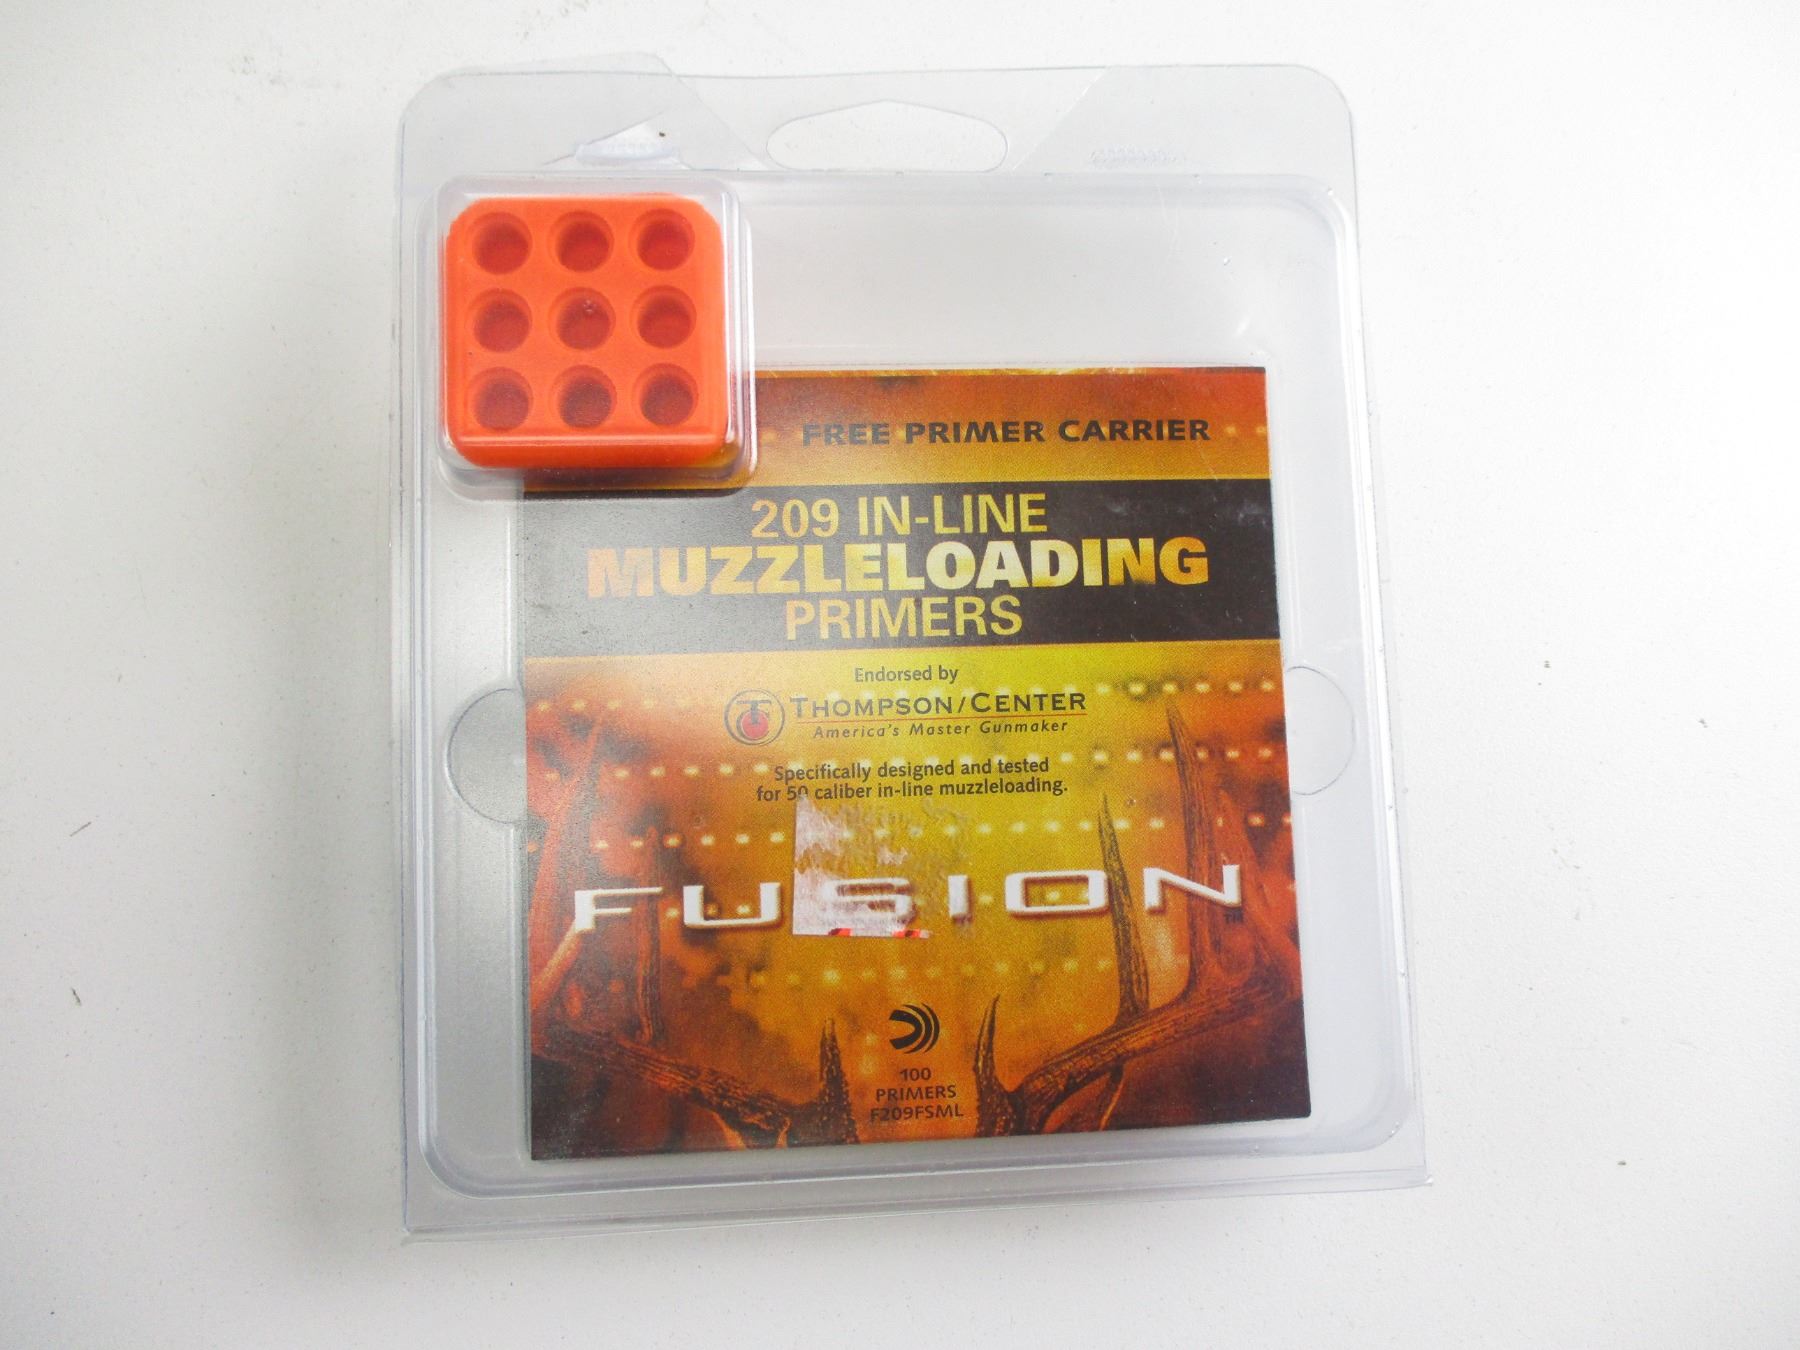 FREE PRIMER CARRIER
209 IN-LINE
MUZZLELOADING
PRIMERS
Endorsed by
THOMPSON/CENTER
America's Master Gunmaker
Specifically designed and tested
for 50 caliber in-line muzzleloading.
FUSION™
100
PRIMERS
F209FSML